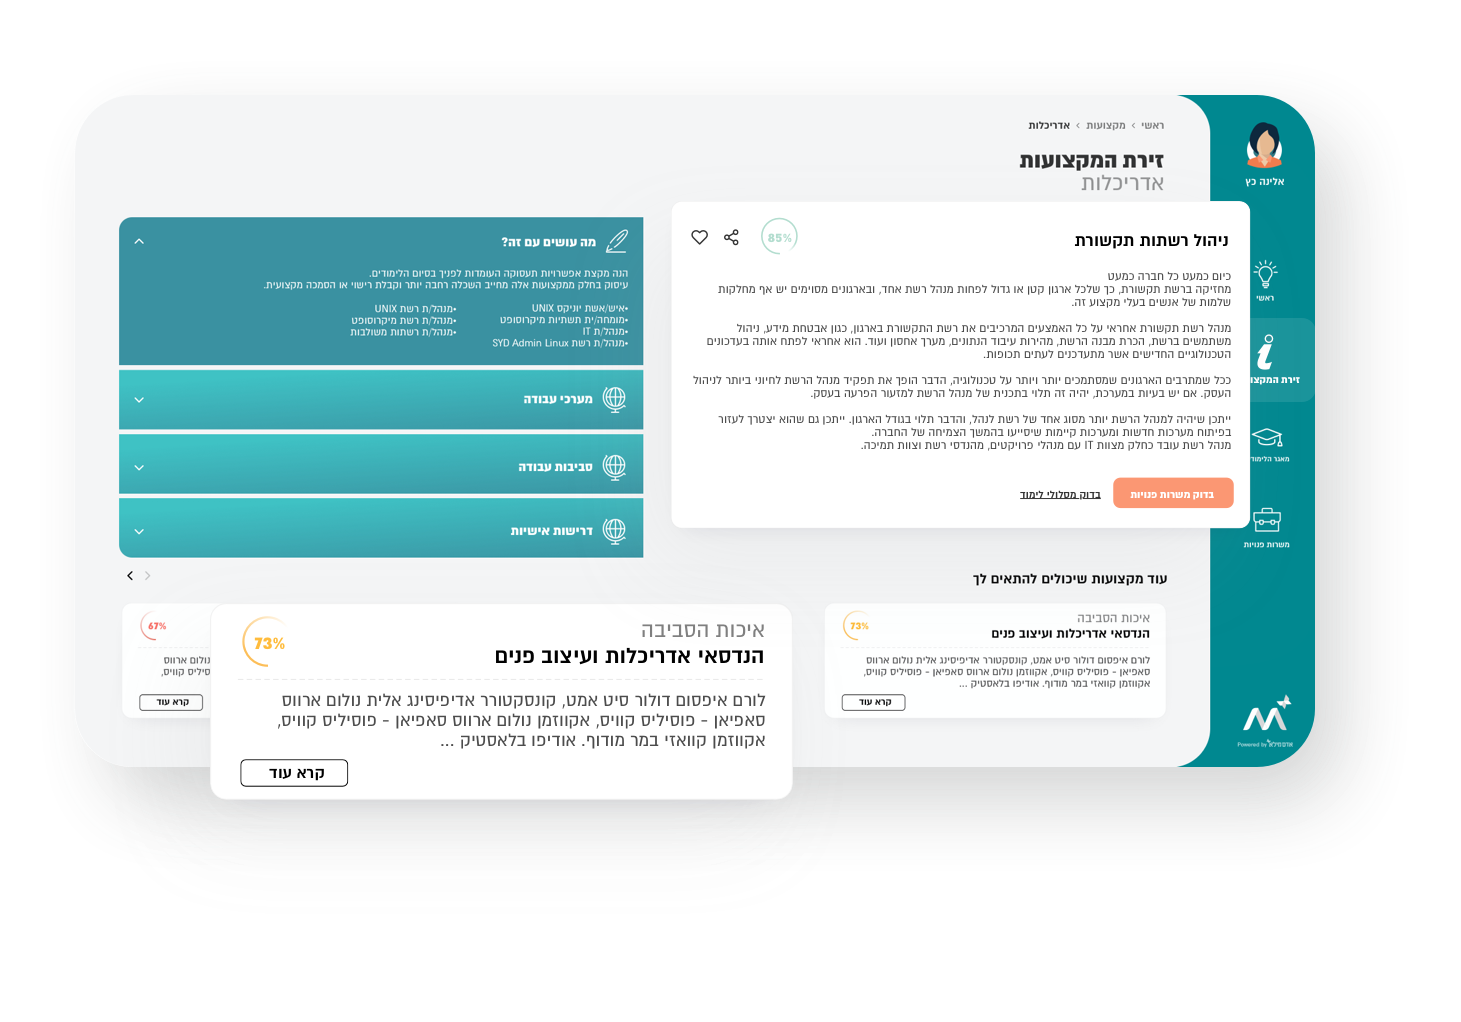 ראשי › מקצועות › אדריכלות
זירת המקצועות
אדריכלות
אלינה כץ
ראשי
זירת המקצו
מאגר הלימוד
משרות פנויות
Powered by
ניהול רשתות תקשורת
85%
כיום כמעט כל חברה כמעט
מחזיקה ברשת תקשורת, כך שלכל ארגון קטן או גדול לפחות מנהל רשת אחד, ובארגונים מסוימים יש אף מחלקות
שלמות של אנשים בעלי מקצוע זה.
מנהל רשת תקשורת אחראי על כל האמצעים המרכיבים את רשת התקשורת בארגון, כגון אבטחת מידע, ניהול
משתמשים ברשת, הכרת מבנה הרשת, מהירות עיבוד הנתונים, מערך אחסון ועוד. הוא אחראי לפתח אותה בעדכונים
הטכנולוגיים החדישים אשר מתעדכנים לעתים תכופות.
ככל שמתרבים הארגונים שמסתמכים יותר ויותר על טכנולוגיה, הדבר הופך את תפקיד מנהל הרשת לחיוני ביותר לניהול
העסק. אם יש בעיות במערכת, יהיה זה תלוי בתכנית של מנהל הרשת למזעור הפרעה בעסק.
ייתכן שיהיה למנהל הרשת יותר מסוג אחד של רשת לנהל, והדבר תלוי בגודל הארגון. ייתכן גם שהוא יצטרך לעזור
בפיתוח מערכות חדשות ומערכות קיימות שיסייעו בהמשך הצמיחה של החברה.
מנהל רשת עובד כחלק מצוות IT עם מנהלי פרויקטים, מהנדסי רשת וצוות תמיכה.
בדוק משרות פנויות
בדוק מסלולי לימוד
מה עושים עם זה?
הנה מקצת אפשרויות תעסוקה העומדות לפניך בסיום הלימודים.
עיסוק בחלק ממקצועות אלה מחייב השכלה רחבה יותר וקבלת רישוי או הסמכה מקצועית.
•איש/אשת יוניקס UNIX
•מומחה/ית תשתיות מיקרוסופט
•מנהל/ת IT
•מנהל/ת רשת SYD Admin Linux
•מנהל/ת רשת UNIX
•מנהל/ת רשת מיקרוסופט
•מנהל/ת רשתות משולבות
מערכי עבודה
סביבות עבודה
דרישות אישיות
עוד מקצועות שיכולים להתאים לך
איכות הסביבה
הנדסאי אדריכלות ועיצוב פנים
73%
לורם איפסום דולור סיט אמט, קונסקטורר אדיפיסינג אלית נולום ארווס
סאפיאן - פוסיליס קוויס, אקווזמן נולום ארווס סאפיאן - פוסיליס קוויס,
אקווזמן קוואזי במר מודוף. אודיפו בלאסטיק ...
קרא עוד
איכות הסביבה
הנדסאי אדריכלות ועיצוב פנים
73%
לורם איפסום דולור סיט אמט, קונסקטורר אדיפיסינג אלית נולום ארווס
סאפיאן - פוסיליס קוויס, אקווזמן נולום ארווס סאפיאן - פוסיליס קוויס,
אקווזמן קוואזי במר מודוף. אודיפו בלאסטיק ...
קרא עוד
67%
נולום ארווס
סיליס קוויס,
קרא עוד